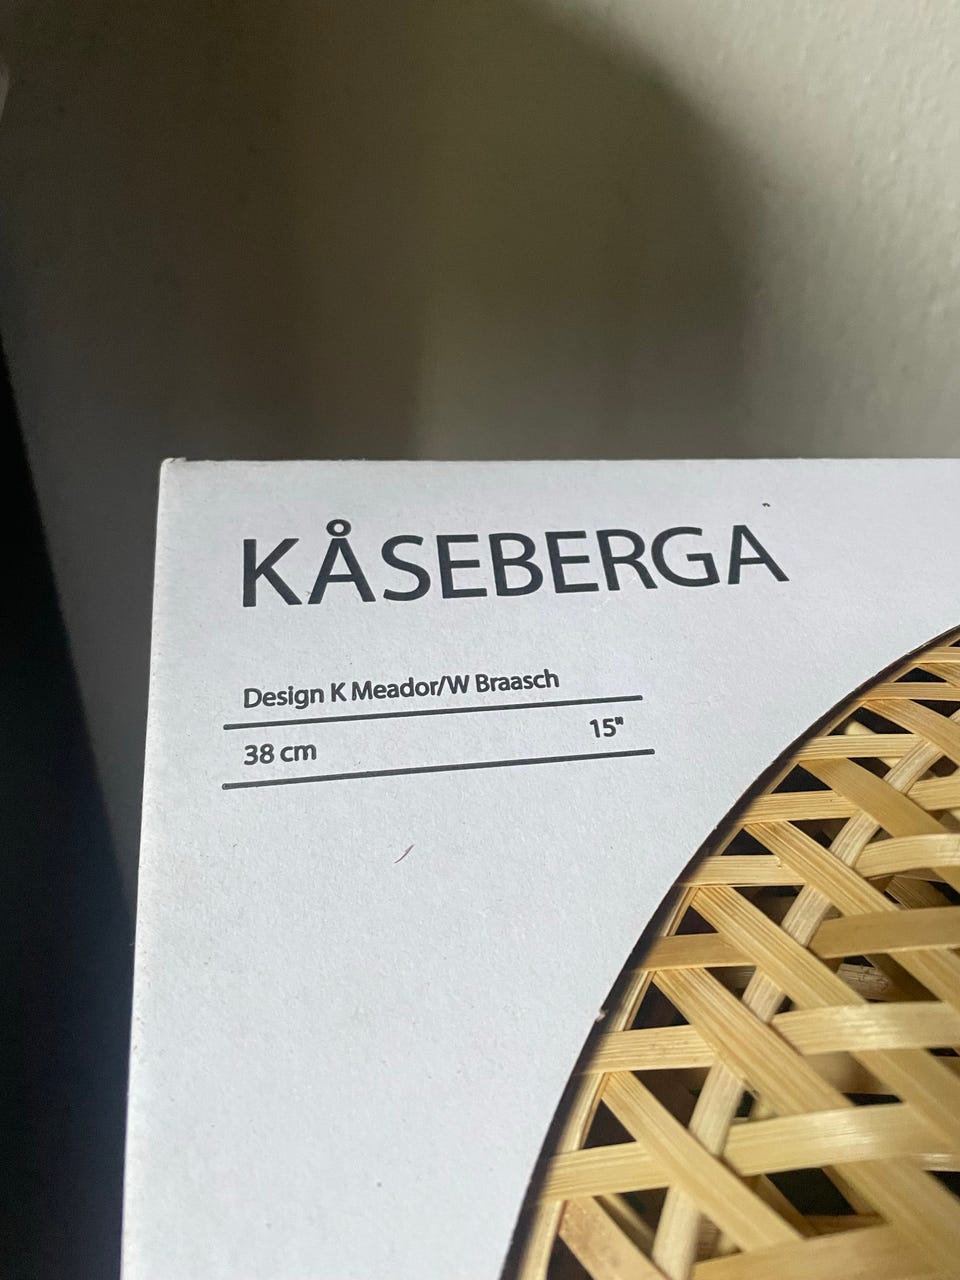 KÅSEBERGA
Design K Meador/W Braasch
38 cm 15"